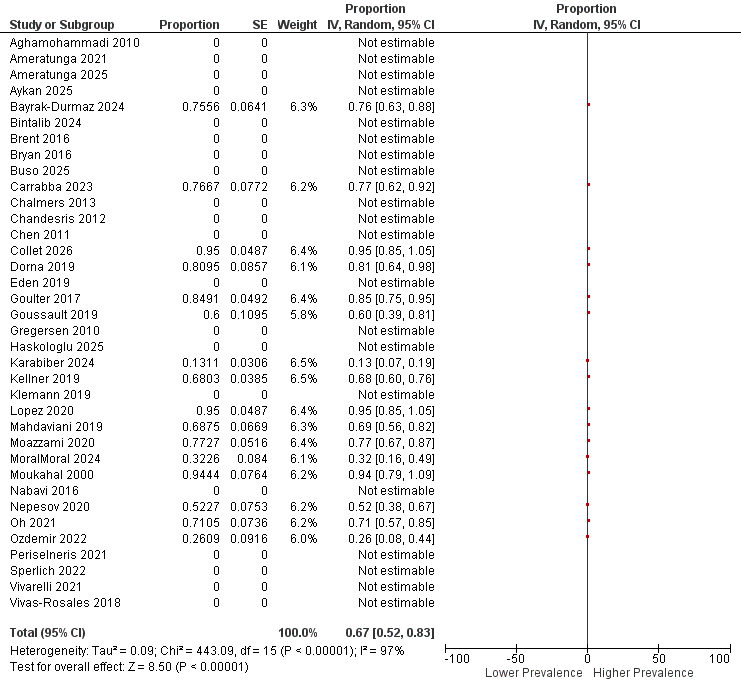 Proportion Proportion
Study or Subgroup Proportion SE Weight IV, Random, 95% CI IV, Random, 95% CI
Aghamohammadi 2010 0 0 Not estimable
Ameratunga 2021 0 0 Not estimable
Ameratunga 2025 0 0 Not estimable
Aykan 2025 0 0 Not estimable
Bayrak-Durmaz 2024 0.7556 0.0641 6.3% 0.76 [0.63, 0.88]
Bintalib 2024 0 0 Not estimable
Brent 2016 0 0 Not estimable
Bryan 2016 0 0 Not estimable
Buso 2025 0 0 Not estimable
Carrabba 2023 0.7667 0.0772 6.2% 0.77 [0.62, 0.92]
Chalmers 2013 0 0 Not estimable
Chandesris 2012 0 0 Not estimable
Chen 2011 0 0 Not estimable
Collet 2026 0.95 0.0487 6.4% 0.95 [0.85, 1.05]
Dorna 2019 0.8095 0.0857 6.1% 0.81 [0.64, 0.98]
Eden 2019 0 0 Not estimable
Goulter 2017 0.8491 0.0492 6.4% 0.85 [0.75, 0.95]
Goussault 2019 0.6 0.1095 5.8% 0.60 [0.39, 0.81]
Gregersen 2010 0 0 Not estimable
Haskologlu 2025 0 0 Not estimable
Karabiber 2024 0.1311 0.0306 6.5% 0.13 [0.07, 0.19]
Kellner 2019 0.6803 0.0385 6.5% 0.68 [0.60, 0.76]
Klemann 2019 0 0 Not estimable
Lopez 2020 0.95 0.0487 6.4% 0.95 [0.85, 1.05]
Mahdaviani 2019 0.6875 0.0669 6.3% 0.69 [0.56, 0.82]
Moazzami 2020 0.7727 0.0516 6.4% 0.77 [0.67, 0.87]
MoralMoral 2024 0.3226 0.084 6.1% 0.32 [0.16, 0.49]
Moukahal 2000 0.9444 0.0764 6.2% 0.94 [0.79, 1.09]
Nabavi 2016 0 0 Not estimable
Nepesov 2020 0.5227 0.0753 6.2% 0.52 [0.38, 0.67]
Oh 2021 0.7105 0.0736 6.2% 0.71 [0.57, 0.85]
Ozdemir 2022 0.2609 0.0916 6.0% 0.26 [0.08, 0.44]
Periselneris 2021 0 0 Not estimable
Sperlich 2022 0 0 Not estimable
Vivarelli 2021 0 0 Not estimable
Vivas-Rosales 2018 0 0 Not estimable
Total (95% CI) 100.0% 0.67 [0.52, 0.83]
Heterogeneity: Tau² = 0.09; Chi² = 443.09, df = 15 (P < 0.00001); I² = 97%
Test for overall effect: Z = 8.50 (P < 0.00001)
-100 -50 0 50 100
Lower Prevalence Higher Prevalence